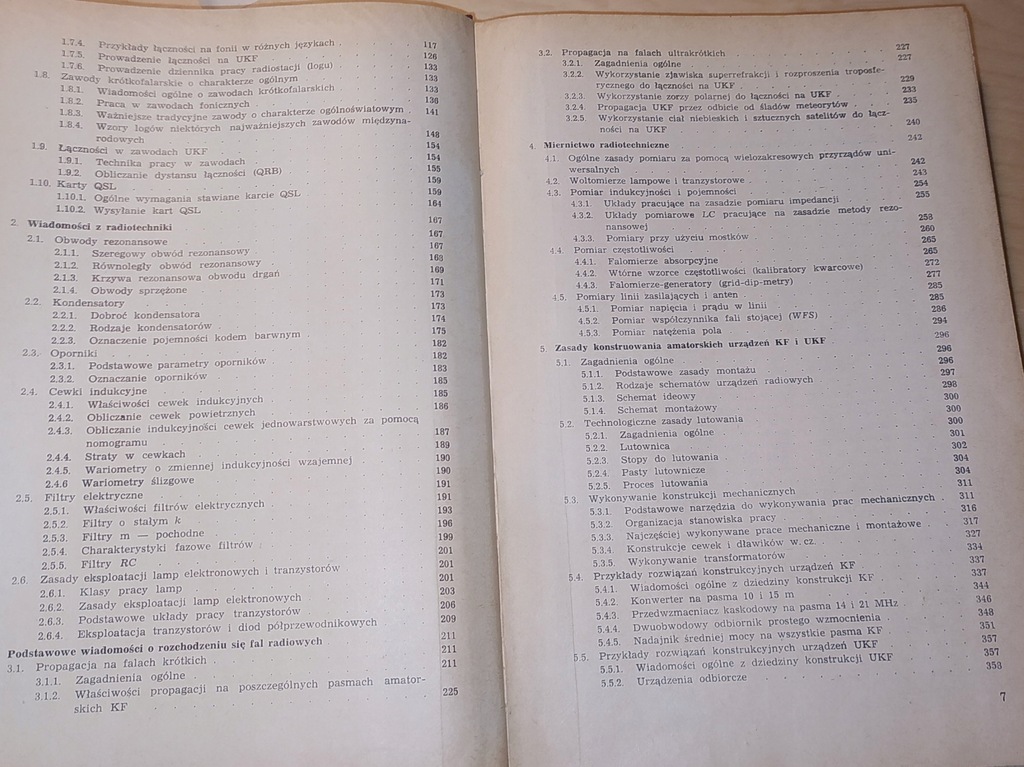 1.7.4. Przykłady łączności na fonii w różnych językach . 117
1.7.5. Prowadzenie łączności na UKF 126
1.7.6. Prowadzenie dziennika pracy radiostacji (logu) 133
1.8. Zawody krótkofalarskie o charakterze ogólnym 133
1.8.1. Wiadomości ogólne o zawodach krótkofalarskich 133
1.8.2. Praca w zawodach fonicznych 136
1.8.3. Ważniejsze tradycyjne zawody o charakterze ogólnoświatowym 141
1.8.4. Wzory logów niektórych najważniejszych zawodów międzyna-
rodowych 148
1.9. Łączności w zawodach UKF 154
1.9.1. Technika pracy w zawodach 154
1.9.2. Obliczanie dystansu łączności (QRB) 155
1.10. Karty QSL 159
1.10.1. Ogólne wymagania stawiane karcie QSL 159
1.10.2. Wysyłanie kart QSL 164
2. Wiadomości z radiotechniki 167
2.1. Obwody rezonansowe 167
2.1.1. Szeregowy obwód rezonansowy 167
2.1.2. Równoległy obwód rezonansowy 168
2.1.3. Krzywa rezonansowa obwodu drgań 169
2.1.4. Obwody sprzężone 171
2.2. Kondensatory 173
2.2.1. Dobroć kondensatora 173
2.2.2. Rodzaje kondensatorów 174
2.2.3. Oznaczenie pojemności kodem barwnym 175
2.3. Oporniki 182
2.3.1. Podstawowe parametry oporników 182
2.3.2. Oznaczanie oporników 183
2.4. Cewki indukcyjne 185
2.4.1. Właściwości cewek indukcyjnych 185
2.4.2. Obliczanie cewek powietrznych 186
2.4.3. Obliczanie indukcyjności cewek jednowarstwowych za pomocą
nomogramu 187
2.4.4. Straty w cewkach 189
2.4.5. Wariometry o zmiennej indukcyjności wzajemnej 190
2.4.6 Wariometry ślizgowe 190
2.5. Filtry elektryczne 191
2.5.1. Właściwości filtrów elektrycznych 191
2.5.2. Filtry o stałym k 193
2.5.3. Filtry m — pochodne 196
2.5.4. Charakterystyki fazowe filtrów 199
2.5.5. Filtry RC 201
2.6. Zasady eksploatacji lamp elektronowych i tranzystorów 201
2.6.1. Klasy pracy lamp 201
2.6.2. Zasady eksploatacji lamp elektronowych 203
2.6.3. Podstawowe układy pracy tranzystorów 206
2.6.4. Eksploatacja tranzystorów i diod półprzewodnikowych 209
Podstawowe wiadomości o rozchodzeniu się fal radiowych 211
3.1. Propagacja na falach krótkich 211
3.1.1. Zagadnienia ogólne 211
3.1.2. Właściwości propagacji na poszczególnych pasmach amator-
skich KF 225
3.2. Propagacja na falach ultrakrótkich 227
3.2.1. Zagadnienia ogólne 227
3.2.2. Wykorzystanie zjawiska superrefrakcji i rozproszenia troposfe-
rycznego do łączności na UKF 229
3.2.3. Wykorzystanie zorzy polarnej do łączności na UKF 233
3.2.4. Propagacja UKF przez odbicie od śladów meteorytów 235
3.2.5. Wykorzystanie ciał niebieskich i sztucznych satelitów do łącz-
ności na UKF 240
4. Miernictwo radiotechniczne 242
4.1. Ogólne zasady pomiaru za pomocą wielozakresowych przyrządów uni-
wersalnych 242
4.2. Woltomierze lampowe i tranzystorowe 243
4.3. Pomiar indukcyjności i pojemności 254
4.3.1. Układy pracujące na zasadzie pomiaru impedancji 255
4.3.2. Układy pomiarowe LC pracujące na zasadzie metody rezo-
nansowej 258
4.3.3. Pomiary przy użyciu mostków 260
4.4. Pomiar częstotliwości 265
4.4.1. Falomierze absorpcyjne 265
4.4.2. Wtórne wzorce częstotliwości (kalibratory kwarcowe) 272
4.4.3. Falomierze-generatory (grid-dip-metry) 277
4.5. Pomiary linii zasilających i anten 285
4.5.1. Pomiar napięcia i prądu w linii 285
4.5.2. Pomiar współczynnika fali stojącej (WFS) 286
4.5.3. Pomiar natężenia pola 294
5. Zasady konstruowania amatorskich urządzeń KF i UKF 296
5.1. Zagadnienia ogólne 296
5.1.1. Podstawowe zasady montażu 296
5.1.2. Rodzaje schematów urządzeń radiowych 297
5.1.3. Schemat ideowy 298
5.1.4. Schemat montażowy 300
5.2. Technologiczne zasady lutowania 300
5.2.1. Zagadnienia ogólne 300
5.2.2. Lutownica 301
5.2.3. Stopy do lutowania 302
5.2.4. Pasty lutownicze 304
5.2.5. Proces lutowania 304
5.3. Wykonywanie konstrukcji mechanicznych 311
5.3.1. Podstawowe narzędzia do wykonywania prac mechanicznych 311
5.3.2. Organizacja stanowiska pracy 316
5.3.3. Najczęściej wykonywane prace mechaniczne i montażowe 317
5.3.4. Konstrukcje cewek i dławików w.cz. 327
5.3.5. Wykonywanie transformatorów 334
5.4. Przykłady rozwiązań konstrukcyjnych urządzeń KF 337
5.4.1. Wiadomości ogólne z dziedziny konstrukcji KF 337
5.4.2. Konwerter na pasma 10 i 15 m 344
5.4.3. Przedwzmacniacz kaskodowy na pasma 14 i 21 MHz 346
5.4.4. Dwuobwodowy odbiornik prostego wzmocnienia 348
5.4.5. Nadajnik średniej mocy na wszystkie pasma KF 351
5.5. Przykłady rozwiązań konstrukcyjnych urządzeń UKF 357
5.5.1. Wiadomości ogólne z dziedziny konstrukcji UKF 357
5.5.2. Urządzenia odbiorcze 358
7